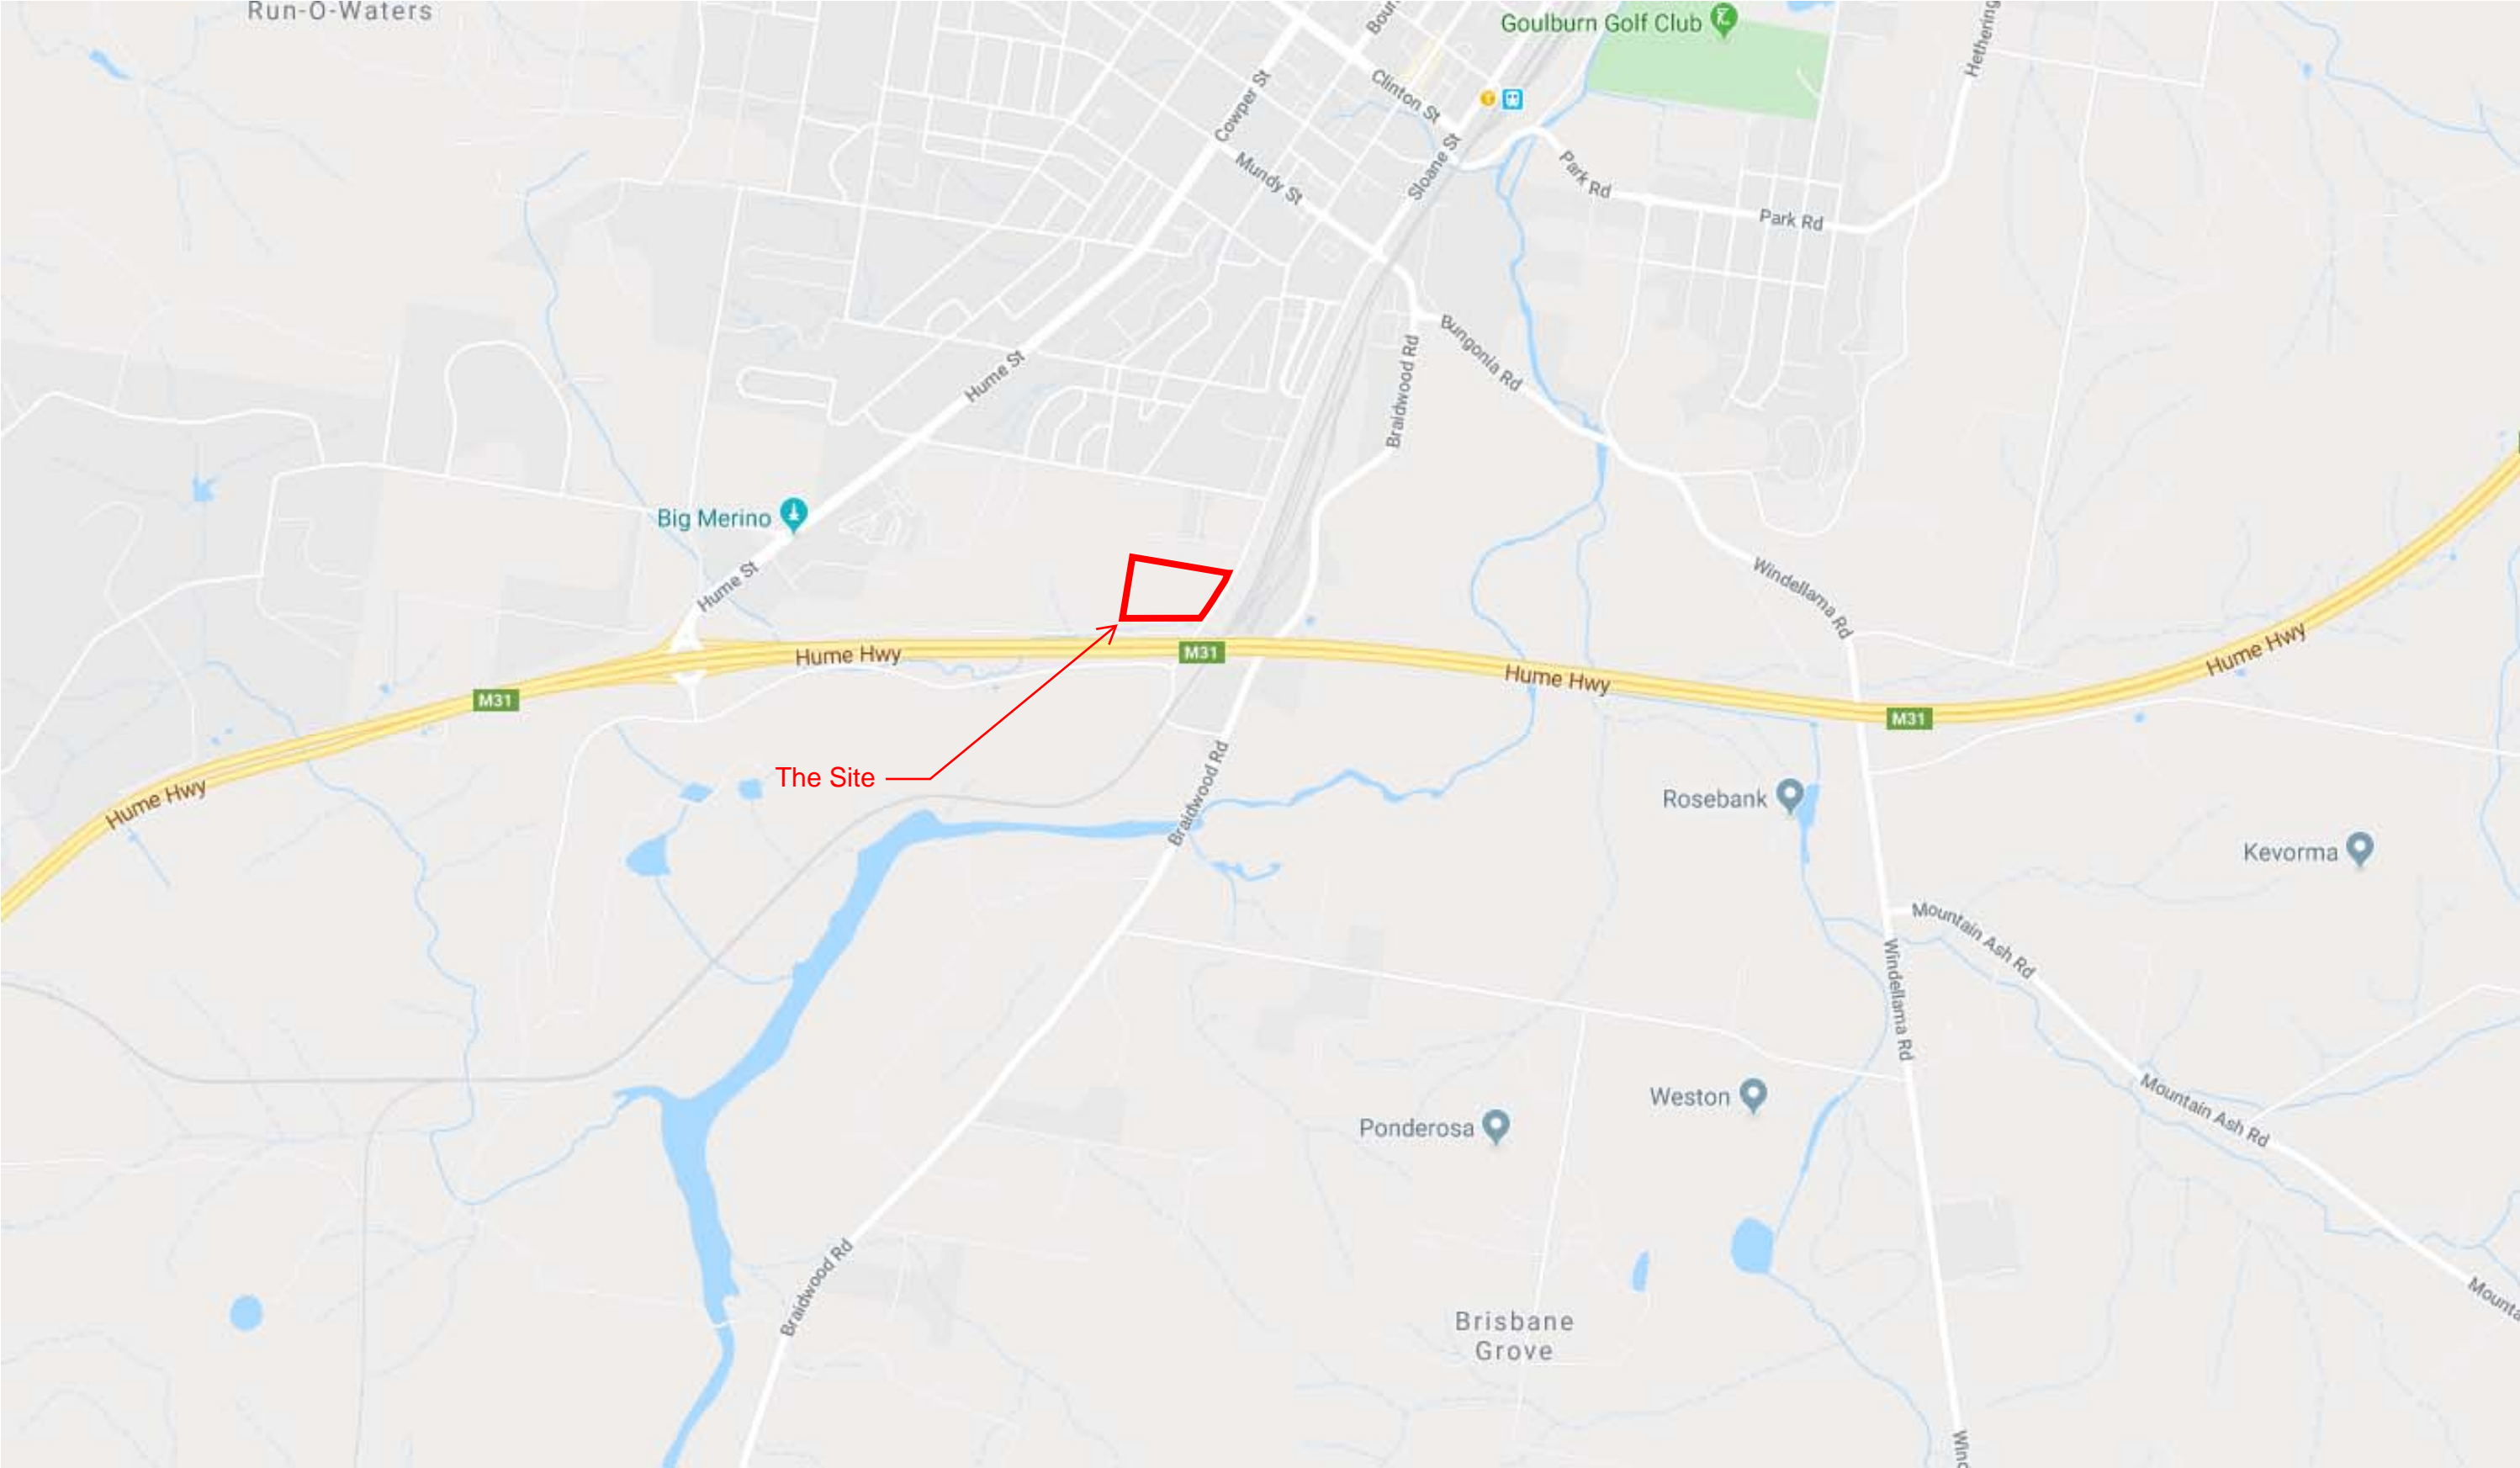 Run-O-Waters
Goulburn Golf Club
Clinton St
Cowper St
Mundy St
Sloane St
Park Rd
Park Rd
Hume St
Braidwood Rd
Bungonia Rd
Big Merino
Hume St
Windellama Rd
Hume Hwy
M31
Hume Hwy
Hume Hwy
M31
M31
The Site
Hume Hwy
Braidwood Rd
Rosebank
Kevorma
Mountain Ash Rd
Windellama Rd
Weston
Ponderosa
Mountain Ash Rd
Braidwood Rd
Brisbane
Grove